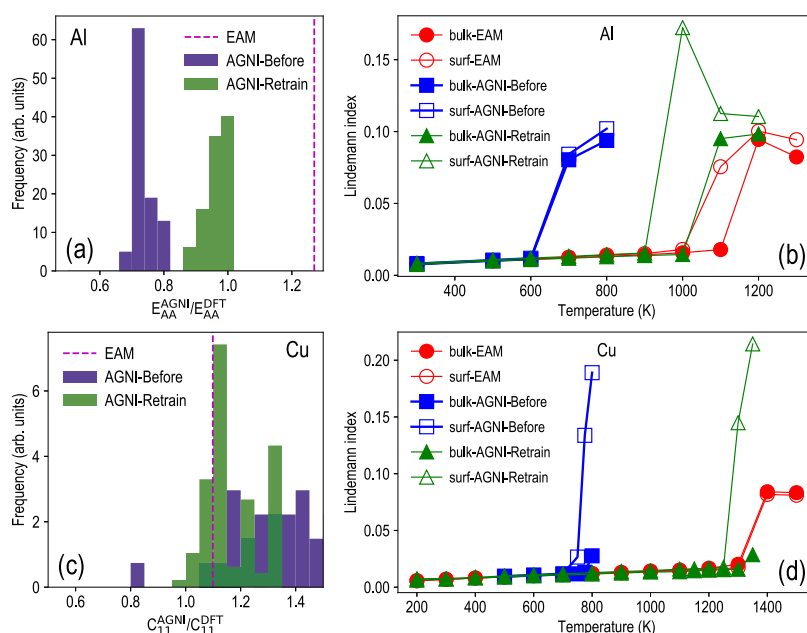 Al
EAM
AGNI-Before
AGNI-Retrain
Frequency (arb. units)
60
50
40
30
20
10
0
(a)
0.6 0.8 1.0 1.2
E_AA^AGNI/E_AA^DFT
bulk-EAM
surf-EAM
bulk-AGNI-Before
surf-AGNI-Before
bulk-AGNI-Retrain
surf-AGNI-Retrain
Al
Lindemann index
0.15
0.10
0.05
0.00
(b)
400 600 800 1000 1200
Temperature (K)
Cu
EAM
AGNI-Before
AGNI-Retrain
Frequency (arb. units)
6
4
2
0
(c)
0.6 0.8 1.0 1.2 1.4
C_11^AGNI/C_11^DFT
Cu
bulk-EAM
surf-EAM
bulk-AGNI-Before
surf-AGNI-Before
bulk-AGNI-Retrain
surf-AGNI-Retrain
Lindemann index
0.20
0.15
0.10
0.05
0.00
(d)
200 400 600 800 1000 1200 1400
Temperature (K)